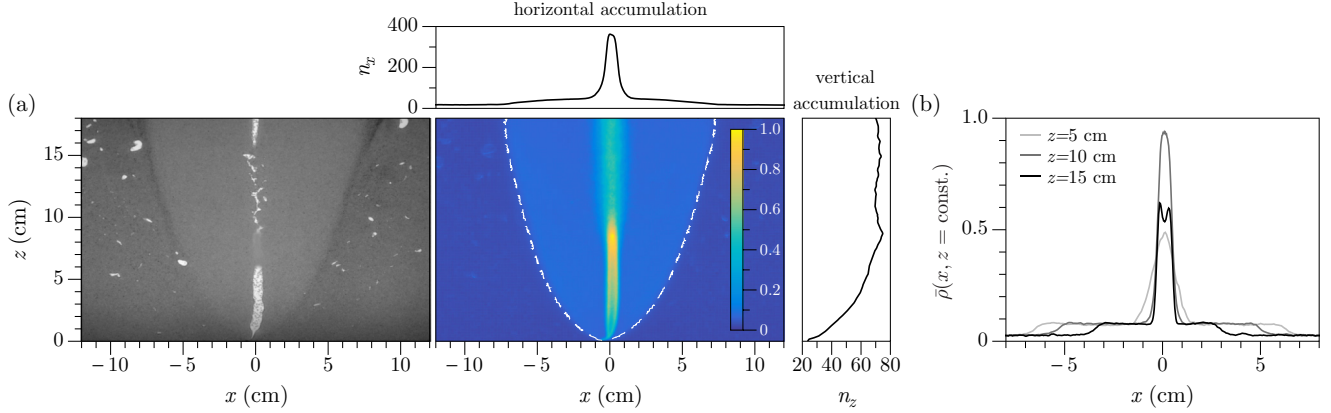 horizontal accumulation
400
200
0
nₓ
vertical
accumulation
(a)
15
10
5
0
z (cm)
−10 −5 0 5 10
x (cm)
1.0
0.8
0.6
0.4
0.2
0
−10 −5 0 5 10
x (cm)
20 40 60 80
n_z
(b)
1.0
0.5
0
ρ̄(x, z = const.)
z=5 cm
z=10 cm
z=15 cm
−5 0 5
x (cm)